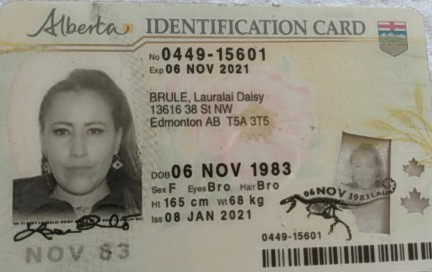 Alberta IDENTIFICATION CARD
No 0449-15601
Exp 06 NOV 2021
BRULE, Lauralai Daisy
13616 38 St NW
Edmonton AB T5A 3T5
DOB 06 NOV 1983
Sex F Eyes Bro Hair Bro
Ht 165 cm Wt 68 kg
Iss 08 JAN 2021
06 NOV 1983
NOV 83
0449-15601